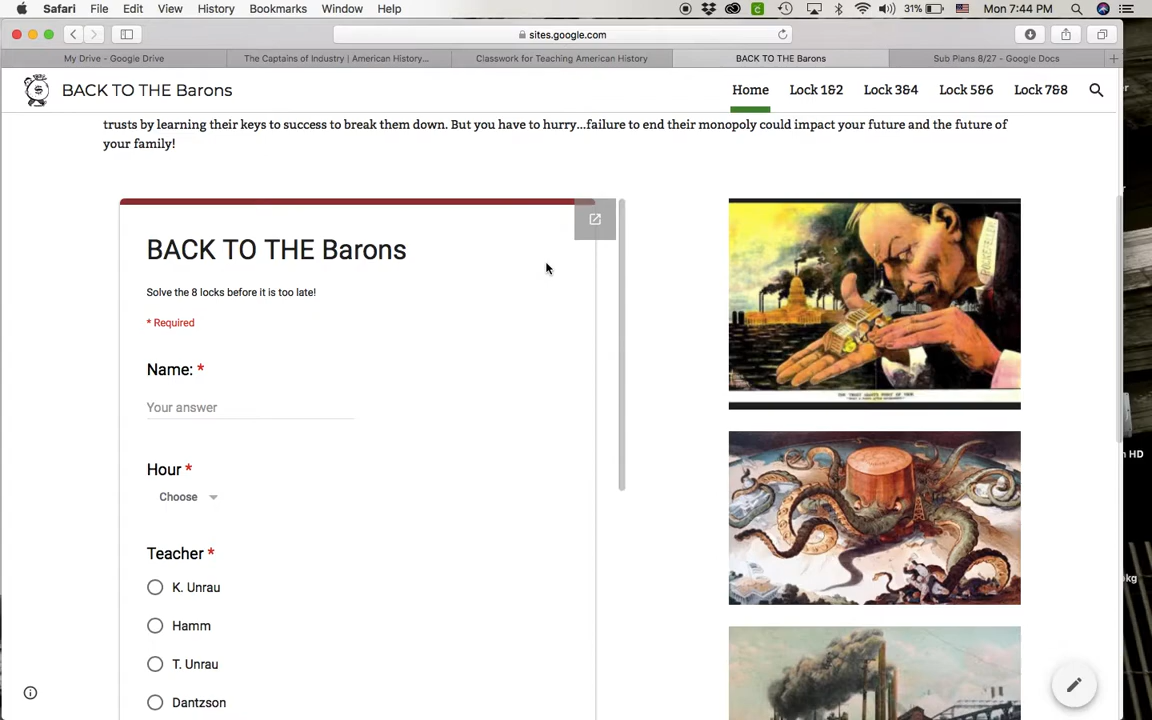 Safari File Edit View History Bookmarks Window Help 31% Mon 7:44 PM
sites.google.com
My Drive - Google Drive The Captains of Industry | American History... Classwork for Teaching American History BACK TO THE Barons Sub Plans 8/27 - Google Docs
BACK TO THE Barons Home Lock 1&2 Lock 3&4 Lock 5&6 Lock 7&8
trusts by learning their keys to success to break them down. But you have to hurry...failure to end their monopoly could impact your future and the future of
your family!
BACK TO THE Barons
Solve the 8 locks before it is too late!
* Required
Name: *
Your answer
Hour *
Choose
Teacher *
K. Unrau
Hamm
T. Unrau
Dantzson
HD